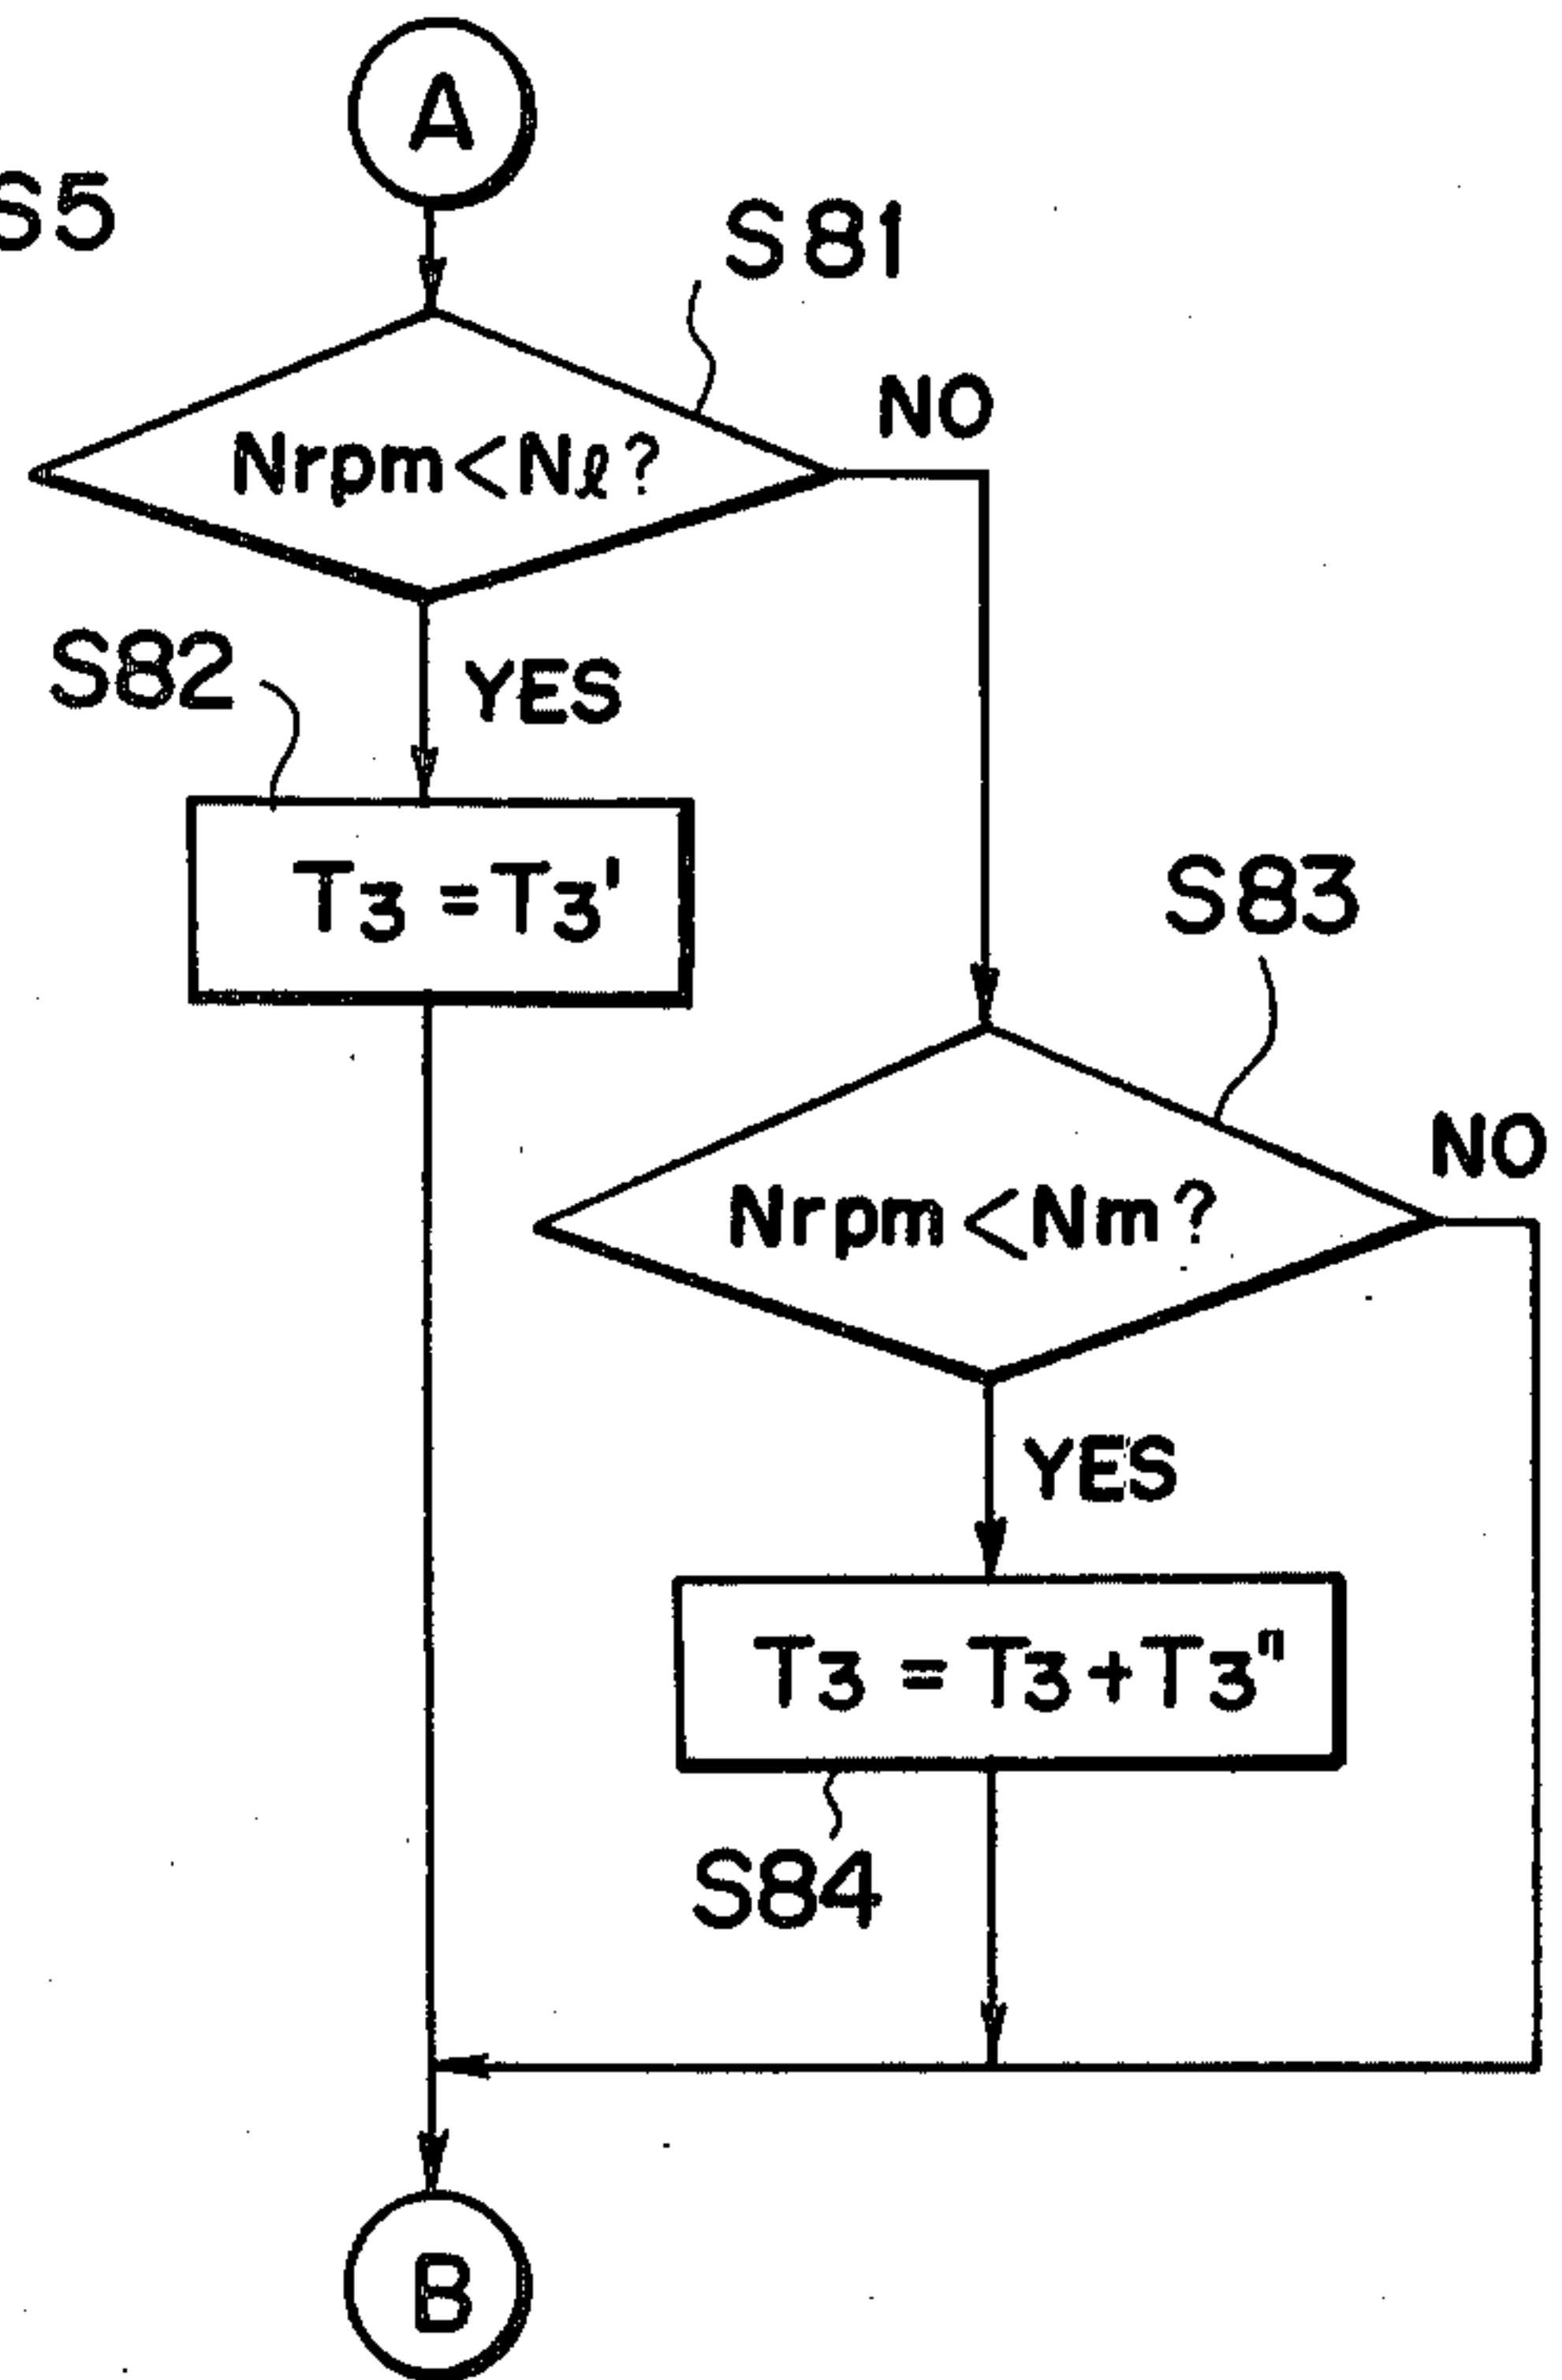 A
S5
S81
NO
Nrpm<Nℓ?
S82
YES
T3=T3'
S83
NO
Nrpm<Nm?
YES
T3=T3+T3"
S84
B